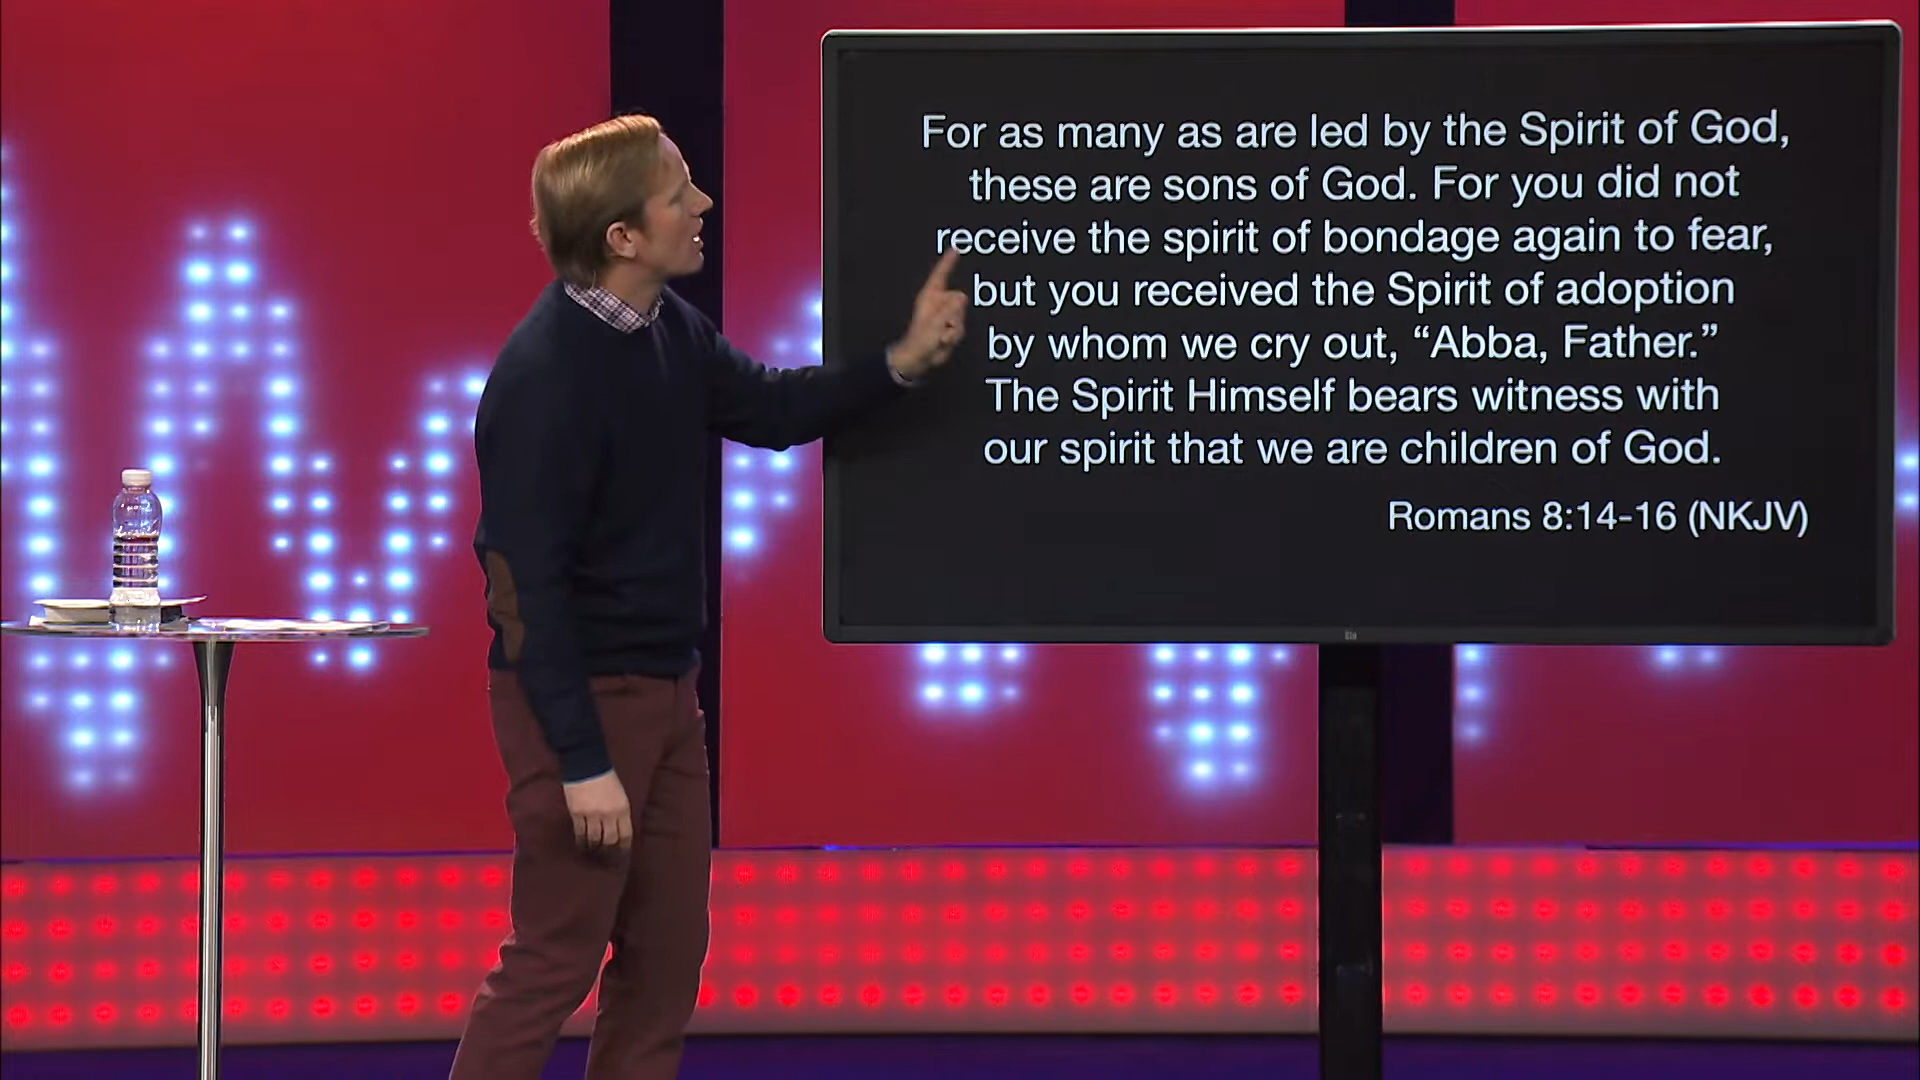 For as many as are led by the Spirit of God,
these are sons of God. For you did not
receive the spirit of bondage again to fear,
but you received the Spirit of adoption
by whom we cry out, “Abba, Father.”
The Spirit Himself bears witness with
our spirit that we are children of God.
Romans 8:14-16 (NKJV)